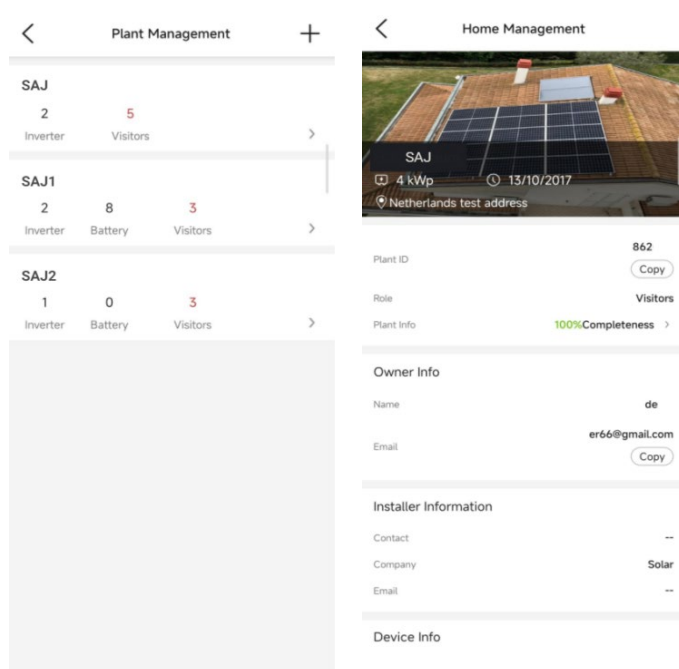 Plant Management
SAJ
2 5
Inverter Visitors
SAJ1
2 8 3
Inverter Battery Visitors
SAJ2
1 0 3
Inverter Battery Visitors
Home Management
SAJ
4 kWp 13/10/2017
Netherlands test address
Plant ID 862
Copy
Role Visitors
Plant Info 100%Completeness
Owner Info
Name de
Email er66@gmail.com
Copy
Installer Information
Contact --
Company Solar
Email --
Device Info